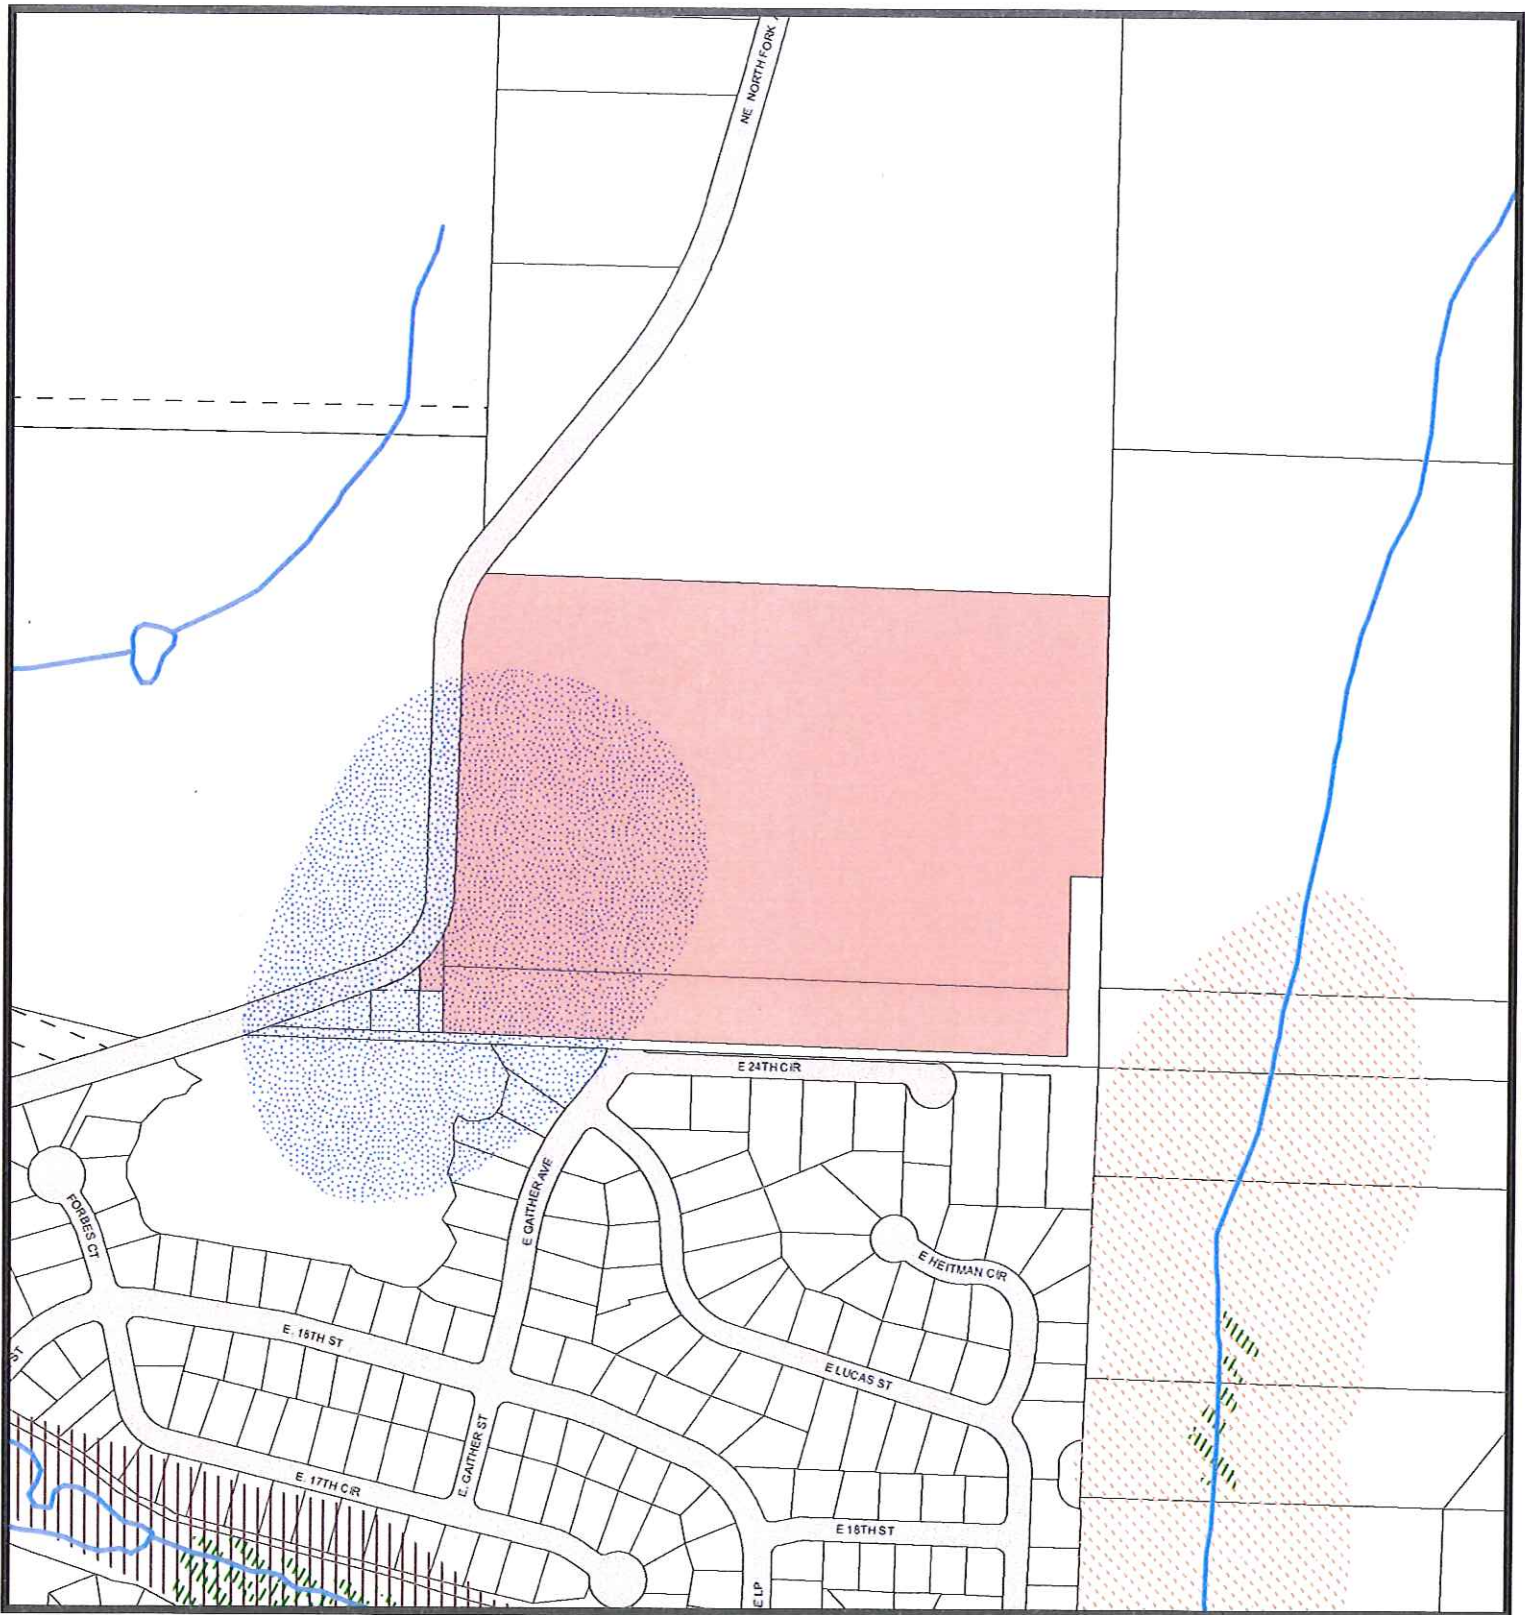 NE NORTH FORK
E 24TH CIR
E GAITHER AVE
FORBES CT
E HEITMAN CIR
E. 16TH ST
ST
E LUCAS ST
E. GAITHER ST
E. 17TH CIR
E 18TH ST
E LP